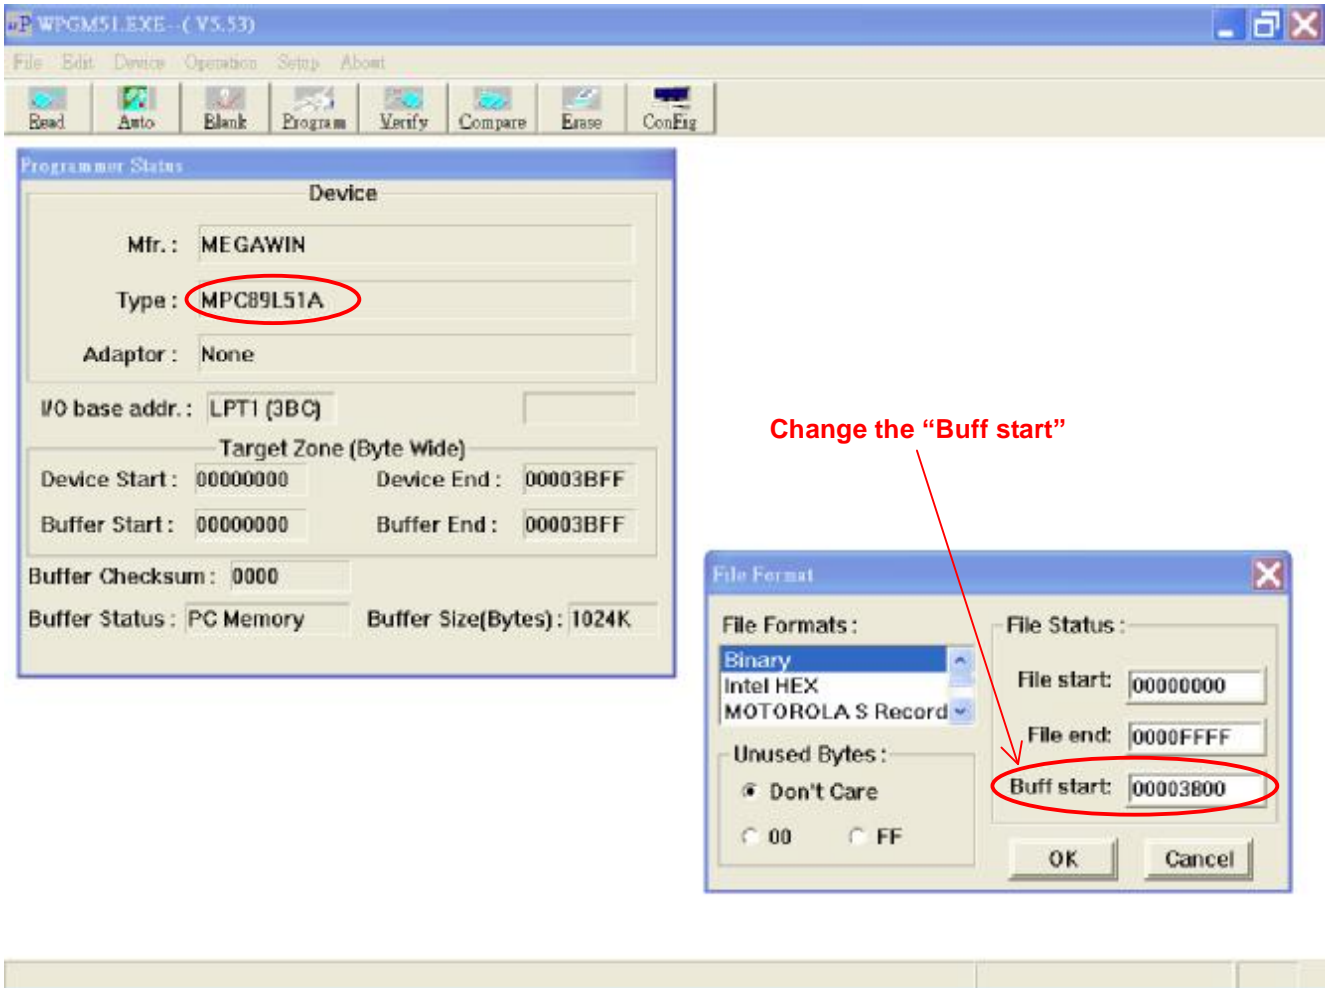 WPGM51.EXE--( V5.53)
File Edit Device Operation Setup About
Read Auto Blank Program Verify Compare Erase ConFig
Programmer Status
Device
Mfr. : MEGAWIN
Type : MPC89L51A
Adaptor : None
I/O base addr. : LPT1 (3BC)
Target Zone (Byte Wide)
Device Start : 00000000 Device End : 00003BFF
Buffer Start : 00000000 Buffer End : 00003BFF
Buffer Checksum : 0000
Buffer Status : PC Memory Buffer Size(Bytes) : 1024K
Change the “Buff start”
File Format
File Formats :
Binary
Intel HEX
MOTOROLA S Record
Unused Bytes :
Don't Care
00 FF
File Status :
File start: 00000000
File end: 0000FFFF
Buff start: 00003800
OK Cancel